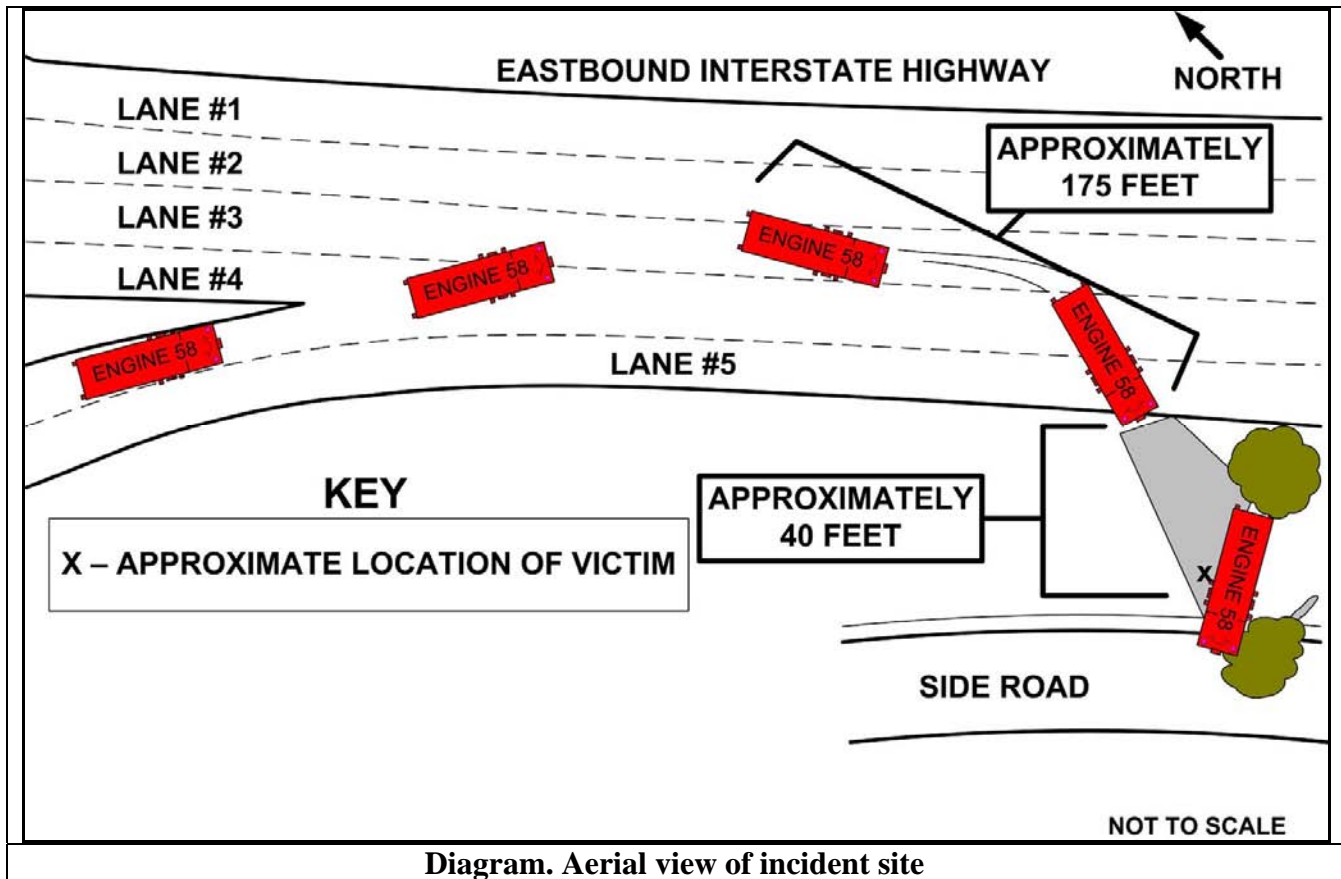 EASTBOUND INTERSTATE HIGHWAY
NORTH
LANE #1
LANE #2
LANE #3
LANE #4
APPROXIMATELY
175 FEET
ENGINE 58
ENGINE 58
ENGINE 58
ENGINE 58
LANE #5
KEY
X – APPROXIMATE LOCATION OF VICTIM
APPROXIMATELY
40 FEET
X
ENGINE 58
SIDE ROAD
NOT TO SCALE
Diagram. Aerial view of incident site